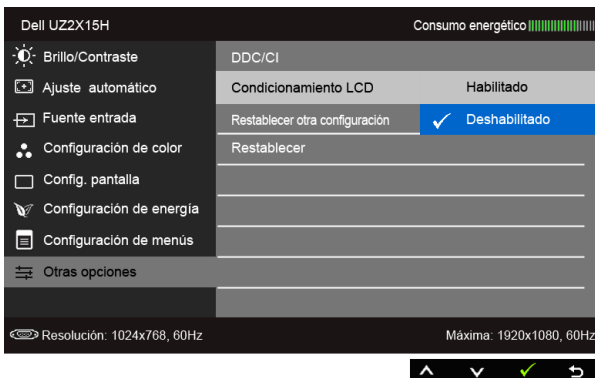 Dell UZ2X15H Consumo energético
Brillo/Contraste DDC/CI
Ajuste automático Condicionamiento LCD Habilitado
Fuente entrada Restablecer otra configuración Deshabilitado
Configuración de color Restablecer
Config. pantalla
Configuración de energía
Configuración de menús
Otras opciones
Resolución: 1024x768, 60Hz Máxima: 1920x1080, 60Hz